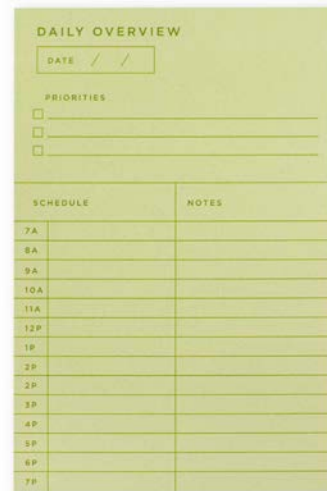 DAILY OVERVIEW
DATE / /
PRIORITIES
SCHEDULE NOTES
7A
8A
9A
10A
11A
12P
1P
2P
2P
3P
4P
5P
6P
7P